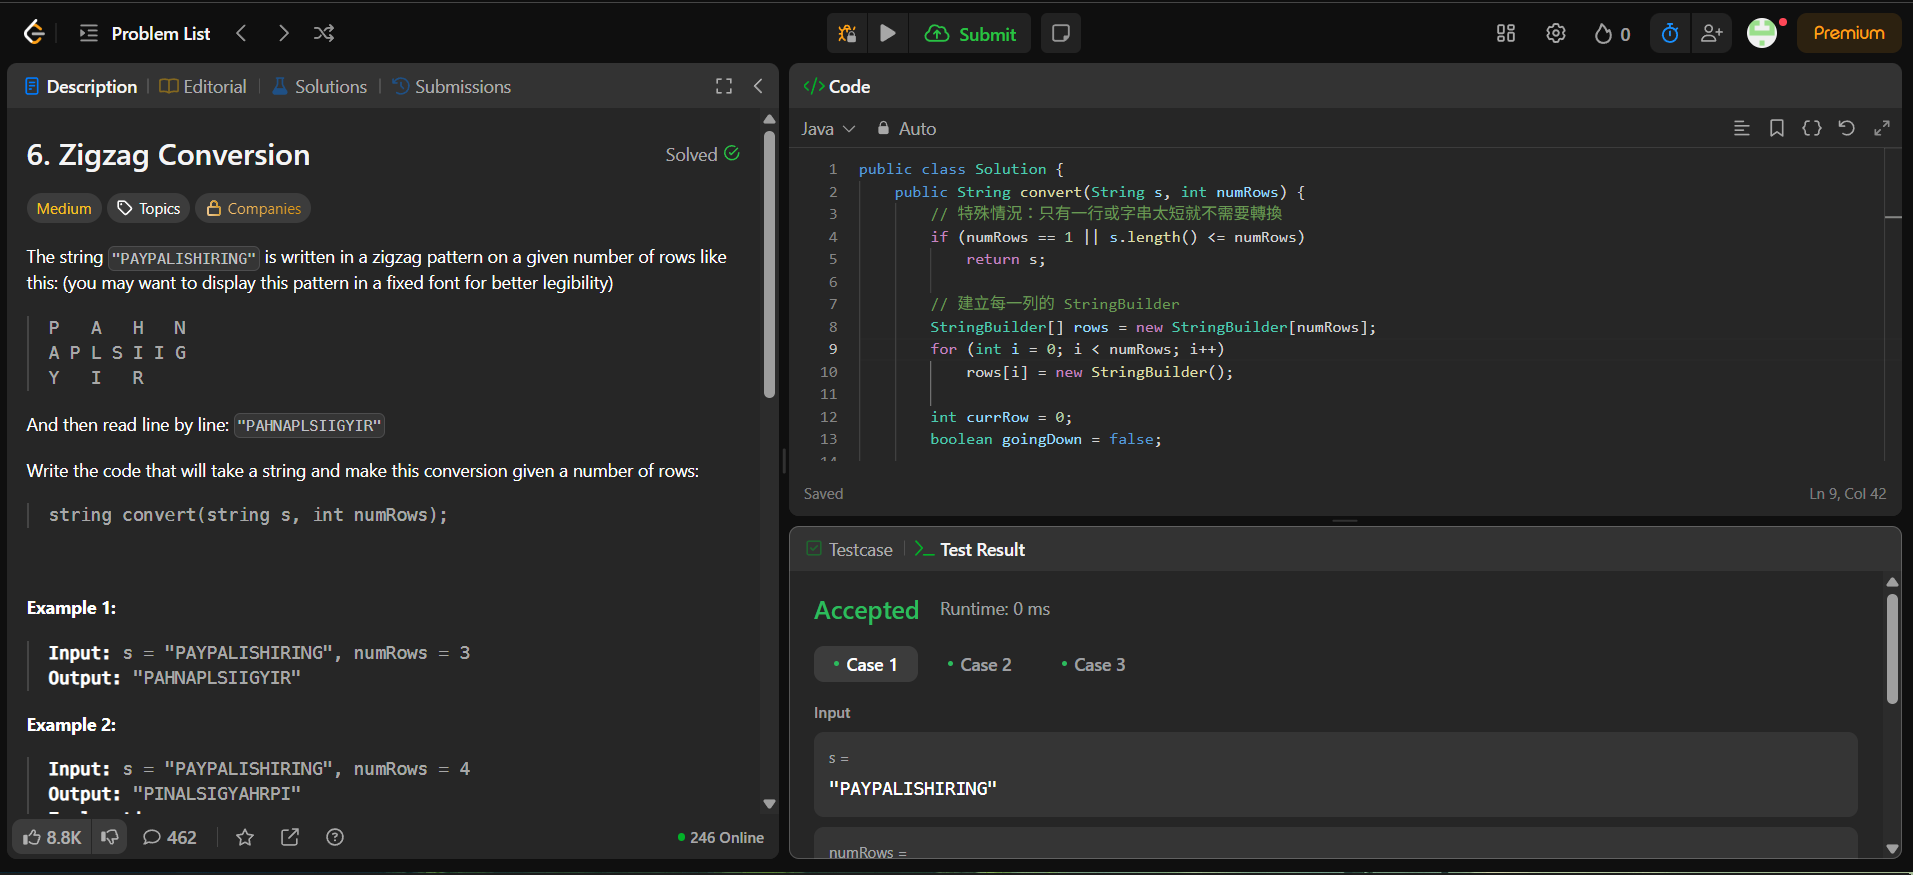 Problem List
Submit
0
Premium
Description
Editorial
Solutions
Submissions
6. Zigzag Conversion
Solved
Medium
Topics
Companies
The string "PAYPALISHIRING" is written in a zigzag pattern on a given number of rows like
this: (you may want to display this pattern in a fixed font for better legibility)
P   A   H   N
A P L S I I G
Y   I   R
And then read line by line: "PAHNAPLSIIGYIR"
Write the code that will take a string and make this conversion given a number of rows:
string convert(string s, int numRows);
Example 1:
Input: s = "PAYPALISHIRING", numRows = 3
Output: "PAHNAPLSIIGYIR"
Example 2:
Input: s = "PAYPALISHIRING", numRows = 4
Output: "PINALSIGYAHRPI"
8.8K
462
246 Online
Code
Java
Auto
1 public class Solution {
2 public String convert(String s, int numRows) {
3 // 特殊情況：只有一行或字串太短就不需要轉換
4 if (numRows == 1 || s.length() <= numRows)
5 return s;
6
7 // 建立每一列的 StringBuilder
8 StringBuilder[] rows = new StringBuilder[numRows];
9 for (int i = 0; i < numRows; i++)
10 rows[i] = new StringBuilder();
11
12 int currRow = 0;
13 boolean goingDown = false;
14
Saved
Ln 9, Col 42
Testcase
Test Result
Accepted
Runtime: 0 ms
Case 1
Case 2
Case 3
Input
s =
"PAYPALISHIRING"
numRows =